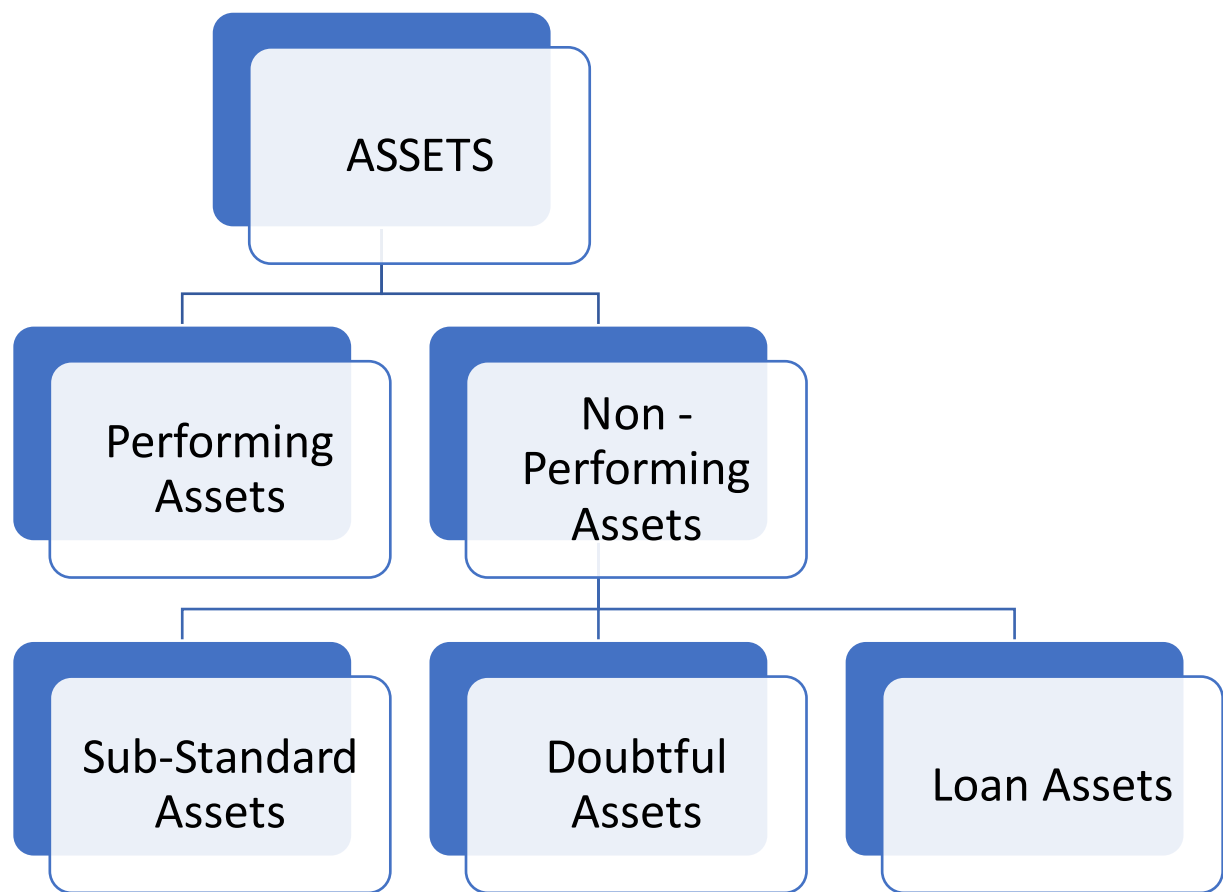 ASSETS
Performing
Assets
Non -
Performing
Assets
Sub-Standard
Assets
Doubtful
Assets
Loan Assets